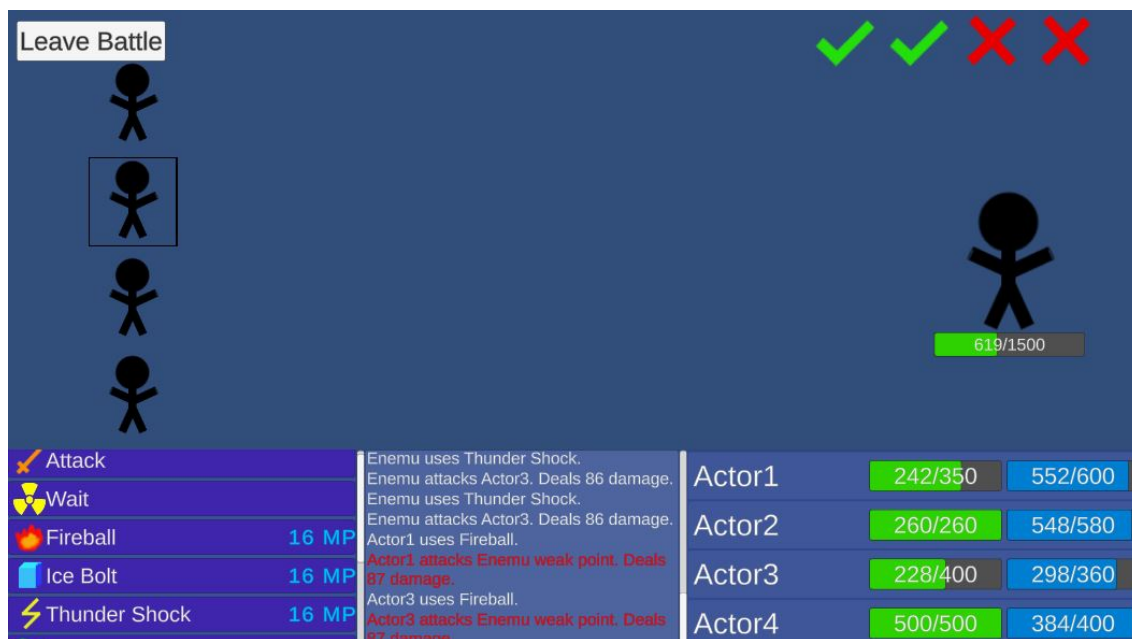 Leave Battle
619/1500
Attack
Wait
Fireball 16 MP
Ice Bolt 16 MP
Thunder Shock 16 MP
Enemu uses Thunder Shock.
Enemu attacks Actor3. Deals 86 damage.
Enemu uses Thunder Shock.
Enemu attacks Actor3. Deals 86 damage.
Actor1 uses Fireball.
Actor1 attacks Enemu weak point. Deals
87 damage.
Actor3 uses Fireball.
Actor3 attacks Enemu weak point. Deals
87 damage.
Actor1 242/350 552/600
Actor2 260/260 548/580
Actor3 228/400 298/360
Actor4 500/500 384/400